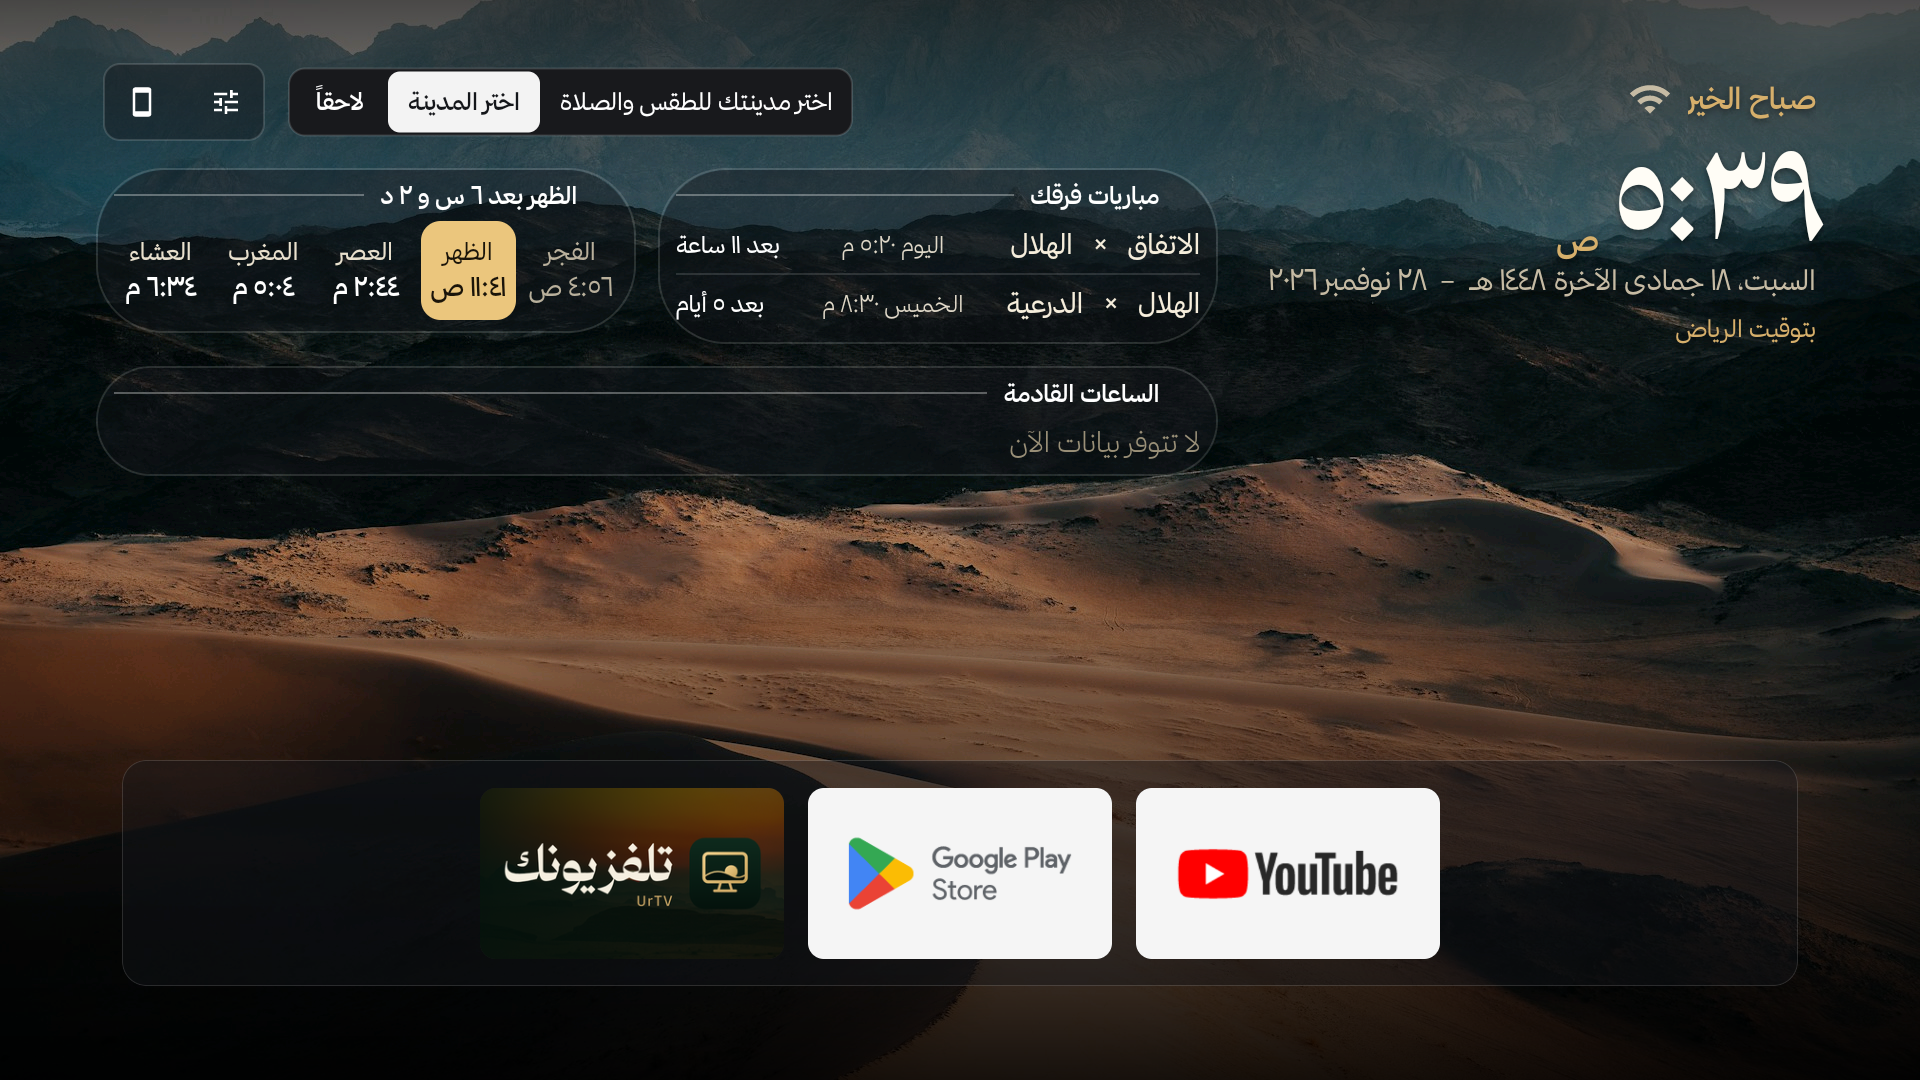 صباح الخير
٥:٣٩ ص
السبت، ١٨ جمادى الآخرة ١٤٤٨ هـ – ٢٨ نوفمبر ٢٠٢٦
بتوقيت الرياض
اختر مدينتك للطقس والصلاة
اختر المدينة
لاحقاً
مباريات فرقك
الاتفاق × الهلال اليوم ٥:٢٠ م بعد ١١ ساعة
الهلال × الدرعية الخميس ٨:٣٠ م بعد ٥ أيام
الظهر بعد ٦ س و ٢ د
الفجر الظهر العصر المغرب العشاء
٤:٥٦ ص ١١:٤١ ص ٢:٤٤ م ٥:٠٤ م ٦:٣٤ م
الساعات القادمة
لا تتوفر بيانات الآن
YouTube
Google Play
Store
تلفزيونك
UrTV